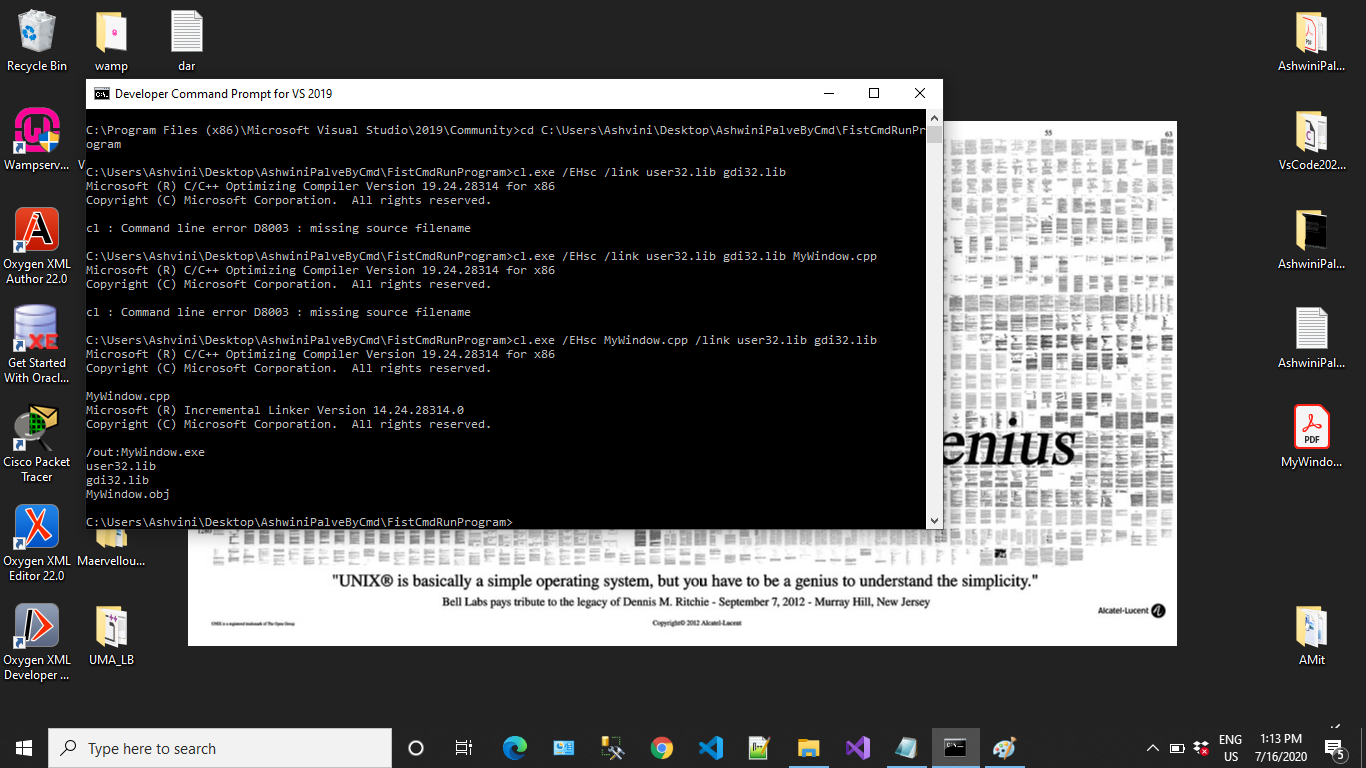 Recycle Bin
wamp
dar
Wampserv...
V
Oxygen XML
Author 22.0
Get Started
With Oracl...
Cisco Packet
Tracer
Oxygen XML
Editor 22.0
Maervellou...
Oxygen XML
Developer ...
UMA_LB
Developer Command Prompt for VS 2019
C:\Program Files (x86)\Microsoft Visual Studio\2019\Community>cd C:\Users\Ashvini\Desktop\AshwiniPalveByCmd\FistCmdRunPr
ogram
C:\Users\Ashvini\Desktop\AshwiniPalveByCmd\FistCmdRunProgram>cl.exe /EHsc /link user32.lib gdi32.lib
Microsoft (R) C/C++ Optimizing Compiler Version 19.24.28314 for x86
Copyright (C) Microsoft Corporation.  All rights reserved.
cl : Command line error D8003 : missing source filename
C:\Users\Ashvini\Desktop\AshwiniPalveByCmd\FistCmdRunProgram>cl.exe /EHsc /link user32.lib gdi32.lib MyWindow.cpp
Microsoft (R) C/C++ Optimizing Compiler Version 19.24.28314 for x86
Copyright (C) Microsoft Corporation.  All rights reserved.
cl : Command line error D8003 : missing source filename
C:\Users\Ashvini\Desktop\AshwiniPalveByCmd\FistCmdRunProgram>cl.exe /EHsc MyWindow.cpp /link user32.lib gdi32.lib
Microsoft (R) C/C++ Optimizing Compiler Version 19.24.28314 for x86
Copyright (C) Microsoft Corporation.  All rights reserved.
MyWindow.cpp
Microsoft (R) Incremental Linker Version 14.24.28314.0
Copyright (C) Microsoft Corporation.  All rights reserved.
/out:MyWindow.exe
user32.lib
gdi32.lib
MyWindow.obj
C:\Users\Ashvini\Desktop\AshwiniPalveByCmd\FistCmdRunProgram>
55
63
enius
"UNIX® is basically a simple operating system, but you have to be a genius to understand the simplicity."
Bell Labs pays tribute to the legacy of Dennis M. Ritchie - September 7, 2012 - Murray Hill, New Jersey
UNIX is a registered trademark of The Open Group
Copyright© 2012 Alcatel-Lucent
Alcatel-Lucent
AshwiniPal...
VsCode202...
AshwiniPal...
AshwiniPal...
PDF
MyWindo...
AMit
Type here to search
ENG
US
1:13 PM
7/16/2020
5